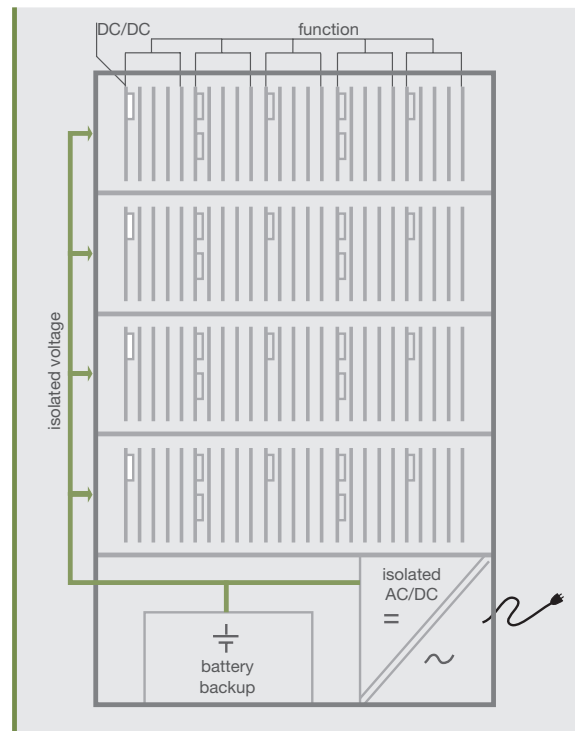 DC/DC
function
isolated voltage
isolated
AC/DC
battery
backup